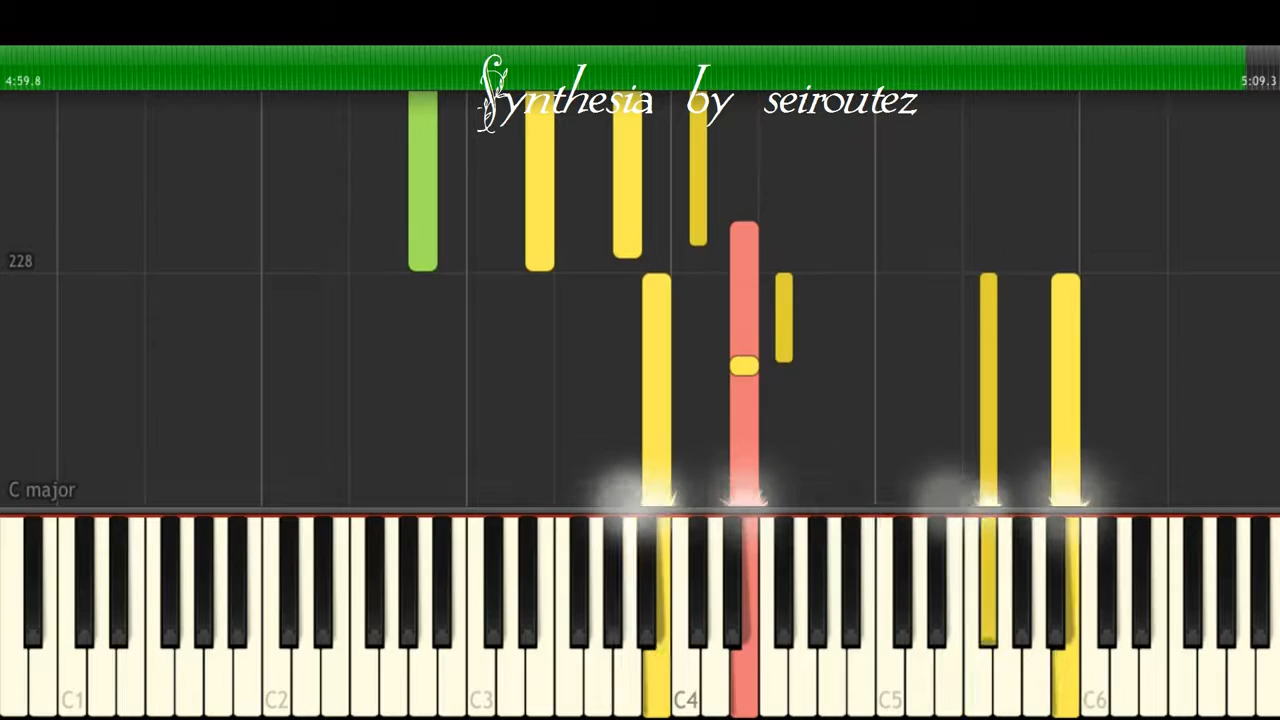 Synthesia by seiroutez
4:59.8
5:09.3
228
C major
C1
C2
C3
C4
C5
C6